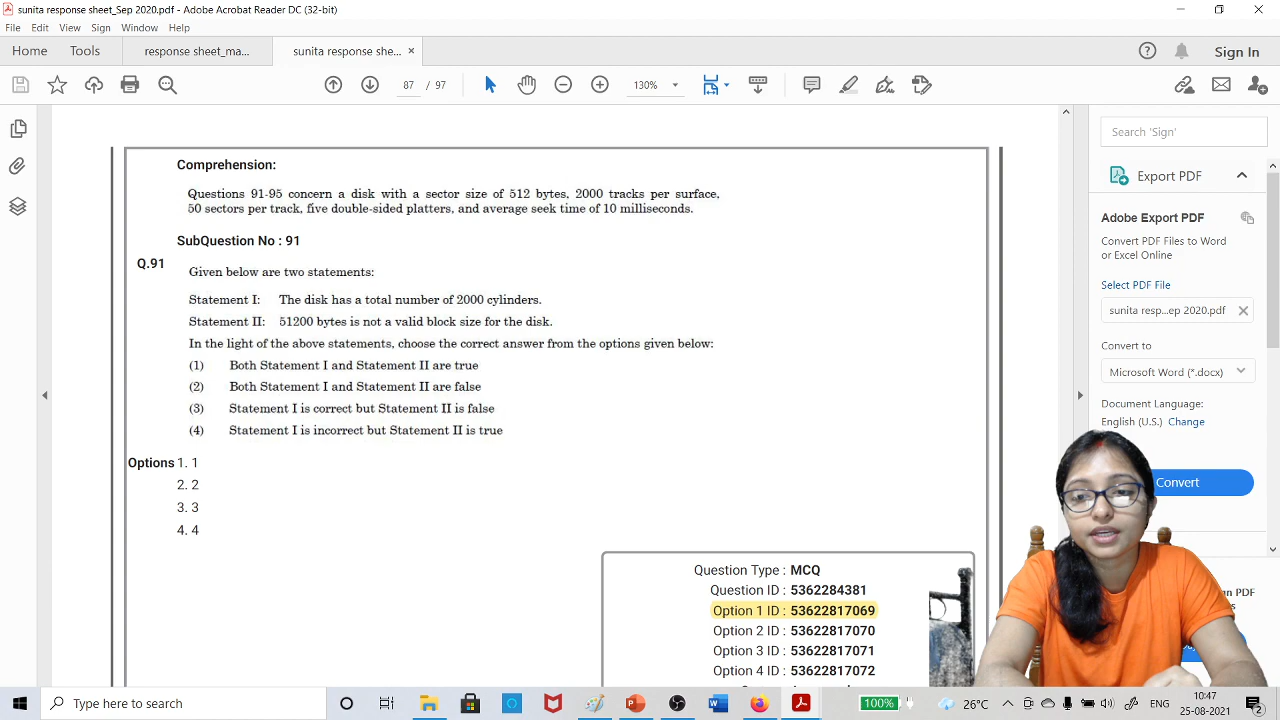 sunita response sheet_Sep 2020.pdf - Adobe Acrobat Reader DC (32-bit)
File Edit View Sign Window Help
Home Tools response sheet_ma... sunita response she... Sign In
87 / 97 130%
Search 'Sign'
Comprehension:
Export PDF
Questions 91-95 concern a disk with a sector size of 512 bytes, 2000 tracks per surface,
50 sectors per track, five double-sided platters, and average seek time of 10 milliseconds.
Adobe Export PDF
Convert PDF Files to Word
or Excel Online
SubQuestion No : 91
Q.91
Given below are two statements:
Select PDF File
Statement I: The disk has a total number of 2000 cylinders.
sunita resp...ep 2020.pdf
Statement II: 51200 bytes is not a valid block size for the disk.
In the light of the above statements, choose the correct answer from the options given below:
Convert to
(1) Both Statement I and Statement II are true
Microsoft Word (*.docx)
(2) Both Statement I and Statement II are false
(3) Statement I is correct but Statement II is false
Document Language:
English (U.S.) Change
(4) Statement I is incorrect but Statement II is true
Options 1. 1
2. 2
Convert
3. 3
4. 4
Question Type : MCQ
Question ID : 5362284381
Option 1 ID : 53622817069
Option 2 ID : 53622817070
Option 3 ID : 53622817071
Option 4 ID : 53622817072
Type here to search
100% 26°C ENG 10:47
25-08-2021